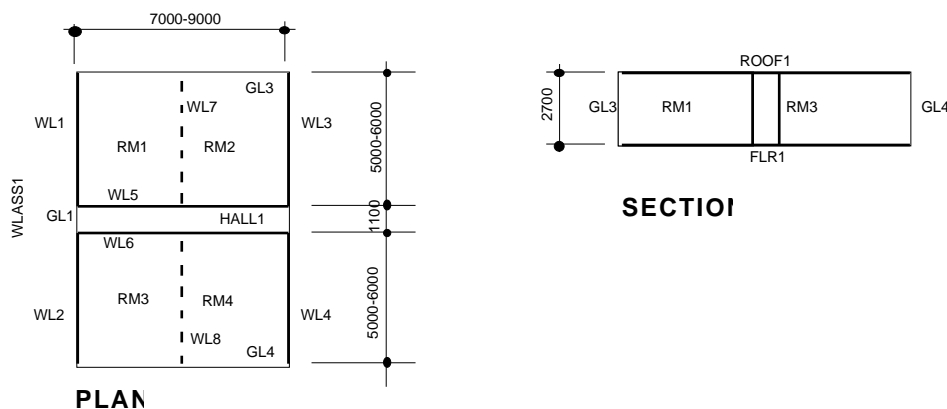 7000-9000
GL3
WL7
WL1
WL3
RM1
RM2
5000-6000
WL5
WLASS1
GL1
HALL1
1100
WL6
RM3
RM4
WL2
WL8
WL4
GL4
5000-6000
PLAN
ROOF1
2700
GL3
RM1
RM3
GL4
FLR1
SECTION